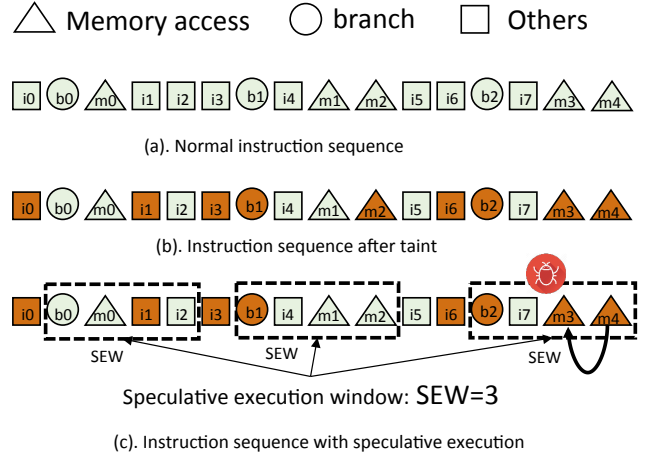 Memory access branch Others
i0 b0 m0 i1 i2 i3 b1 i4 m1 m2 i5 i6 b2 i7 m3 m4
(a). Normal instruction sequence
i0 b0 m0 i1 i2 i3 b1 i4 m1 m2 i5 i6 b2 i7 m3 m4
(b). Instruction sequence after taint
i0 b0 m0 i1 i2 i3 b1 i4 m1 m2 i5 i6 b2 i7 m3 m4
SEW SEW SEW
Speculative execution window: SEW=3
(c). Instruction sequence with speculative execution